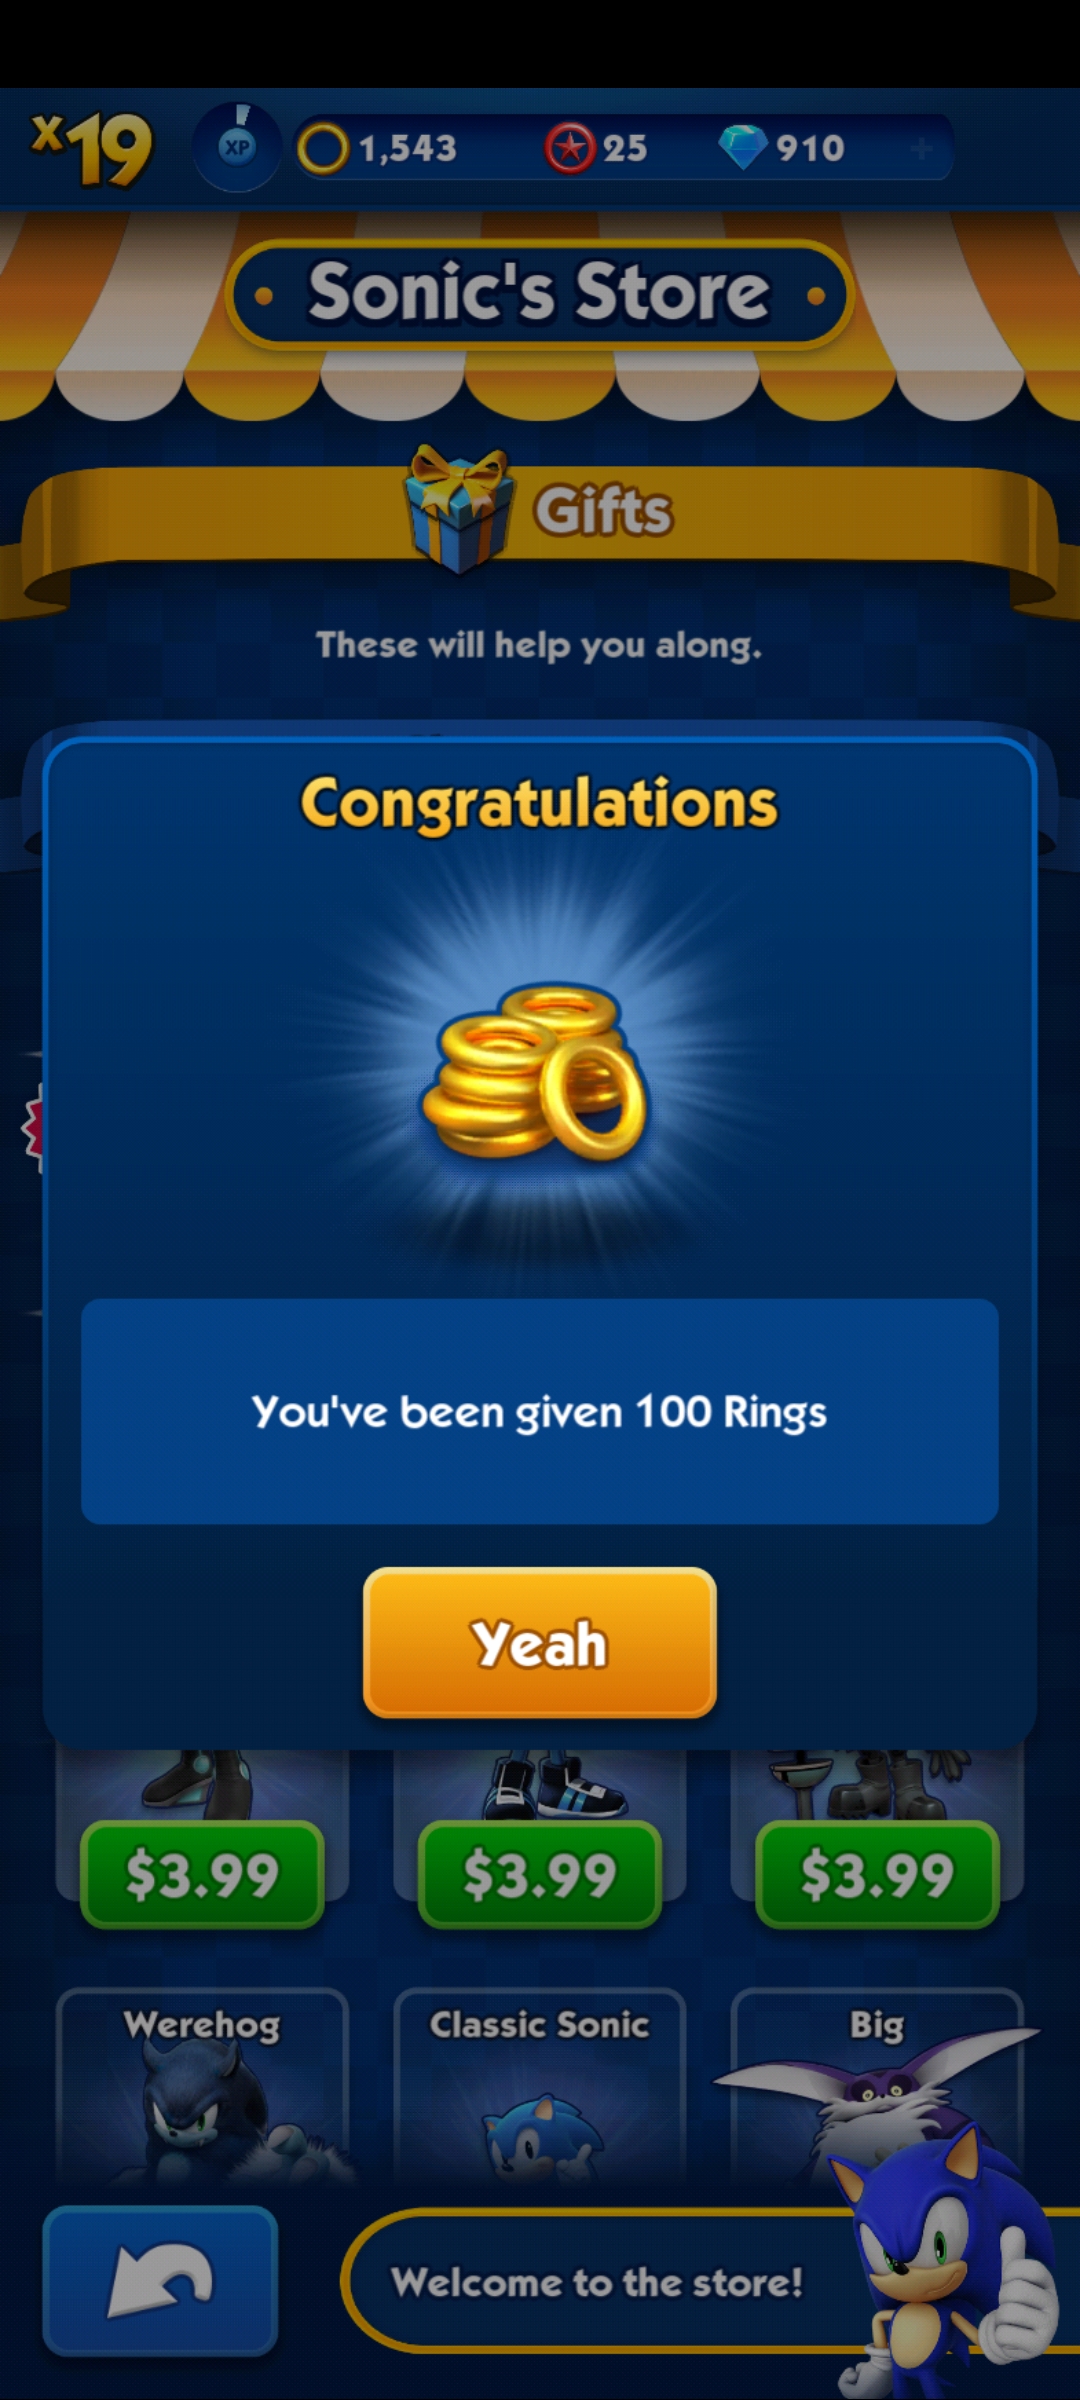 x19
XP
1,543
25
910
+
Sonic's Store
Gifts
These will help you along.
Congratulations
You've been given 100 Rings
Yeah
$3.99
$3.99
$3.99
Werehog
Classic Sonic
Big
Welcome to the store!